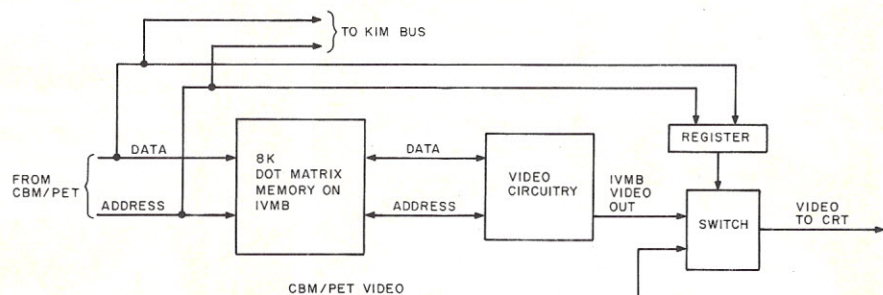 TO KIM BUS
REGISTER
FROM
CBM/PET
DATA
ADDRESS
8K
DOT MATRIX
MEMORY ON
IVMB
DATA
ADDRESS
VIDEO
CIRCUITRY
IVMB
VIDEO
OUT
SWITCH
VIDEO
TO CRT
CBM/PET VIDEO